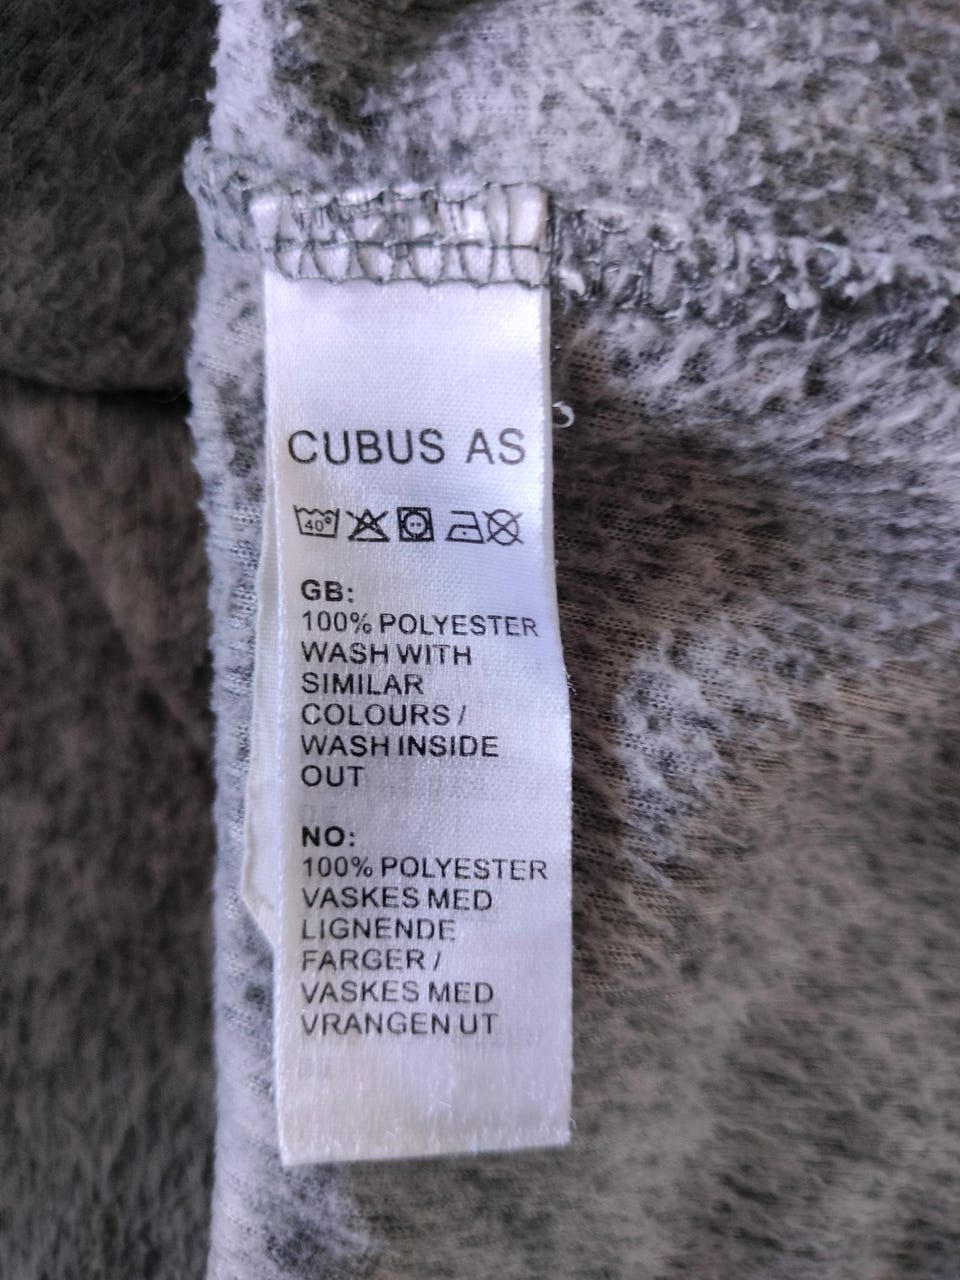 CUBUS AS
40°
GB:
100% POLYESTER
WASH WITH
SIMILAR
COLOURS /
WASH INSIDE
OUT
NO:
100% POLYESTER
VASKES MED
LIGNENDE
FARGER /
VASKES MED
VRANGEN UT